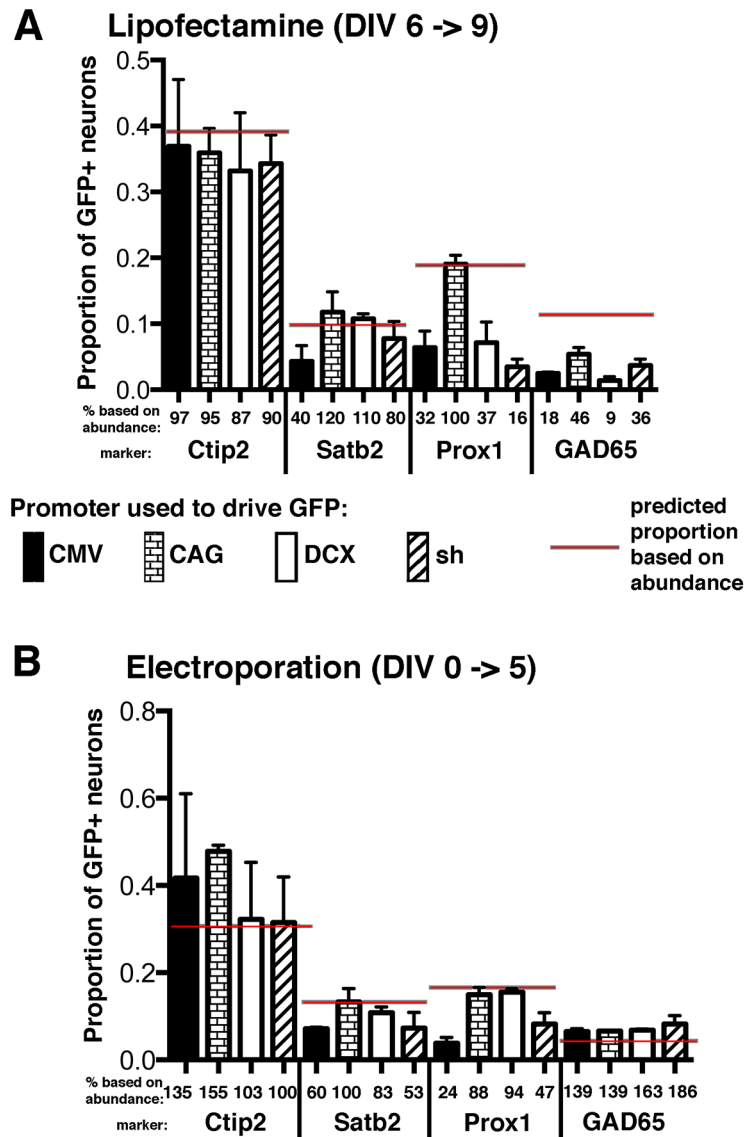 A
Lipofectamine (DIV 6 -> 9)
Proportion of GFP+ neurons
0.5
0.4
0.3
0.2
0.1
0.0
% based on
abundance:
97 95 87 90 40 120 110 80 32 100 37 16 18 46 9 36
marker:
Ctip2 Satb2 Prox1 GAD65
Promoter used to drive GFP:
CMV CAG DCX sh
predicted
proportion
based on
abundance
B
Electroporation (DIV 0 -> 5)
Proportion of GFP+ neurons
0.8
0.6
0.4
0.2
0.0
% based on
abundance:
135 155 103 100 60 100 83 53 24 88 94 47 139 139 163 186
marker:
Ctip2 Satb2 Prox1 GAD65